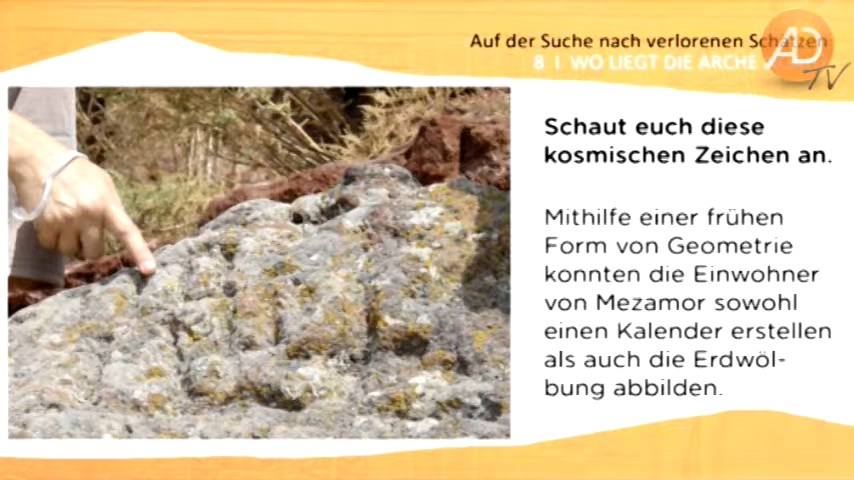 Auf der Suche nach verlorenen Schätzen
8 | WO LIEGT DIE ARCHE
AD
TV
Schaut euch diese
kosmischen Zeichen an.
Mithilfe einer frühen
Form von Geometrie
konnten die Einwohner
von Mezamor sowohl
einen Kalender erstellen
als auch die Erdwöl-
bung abbilden.